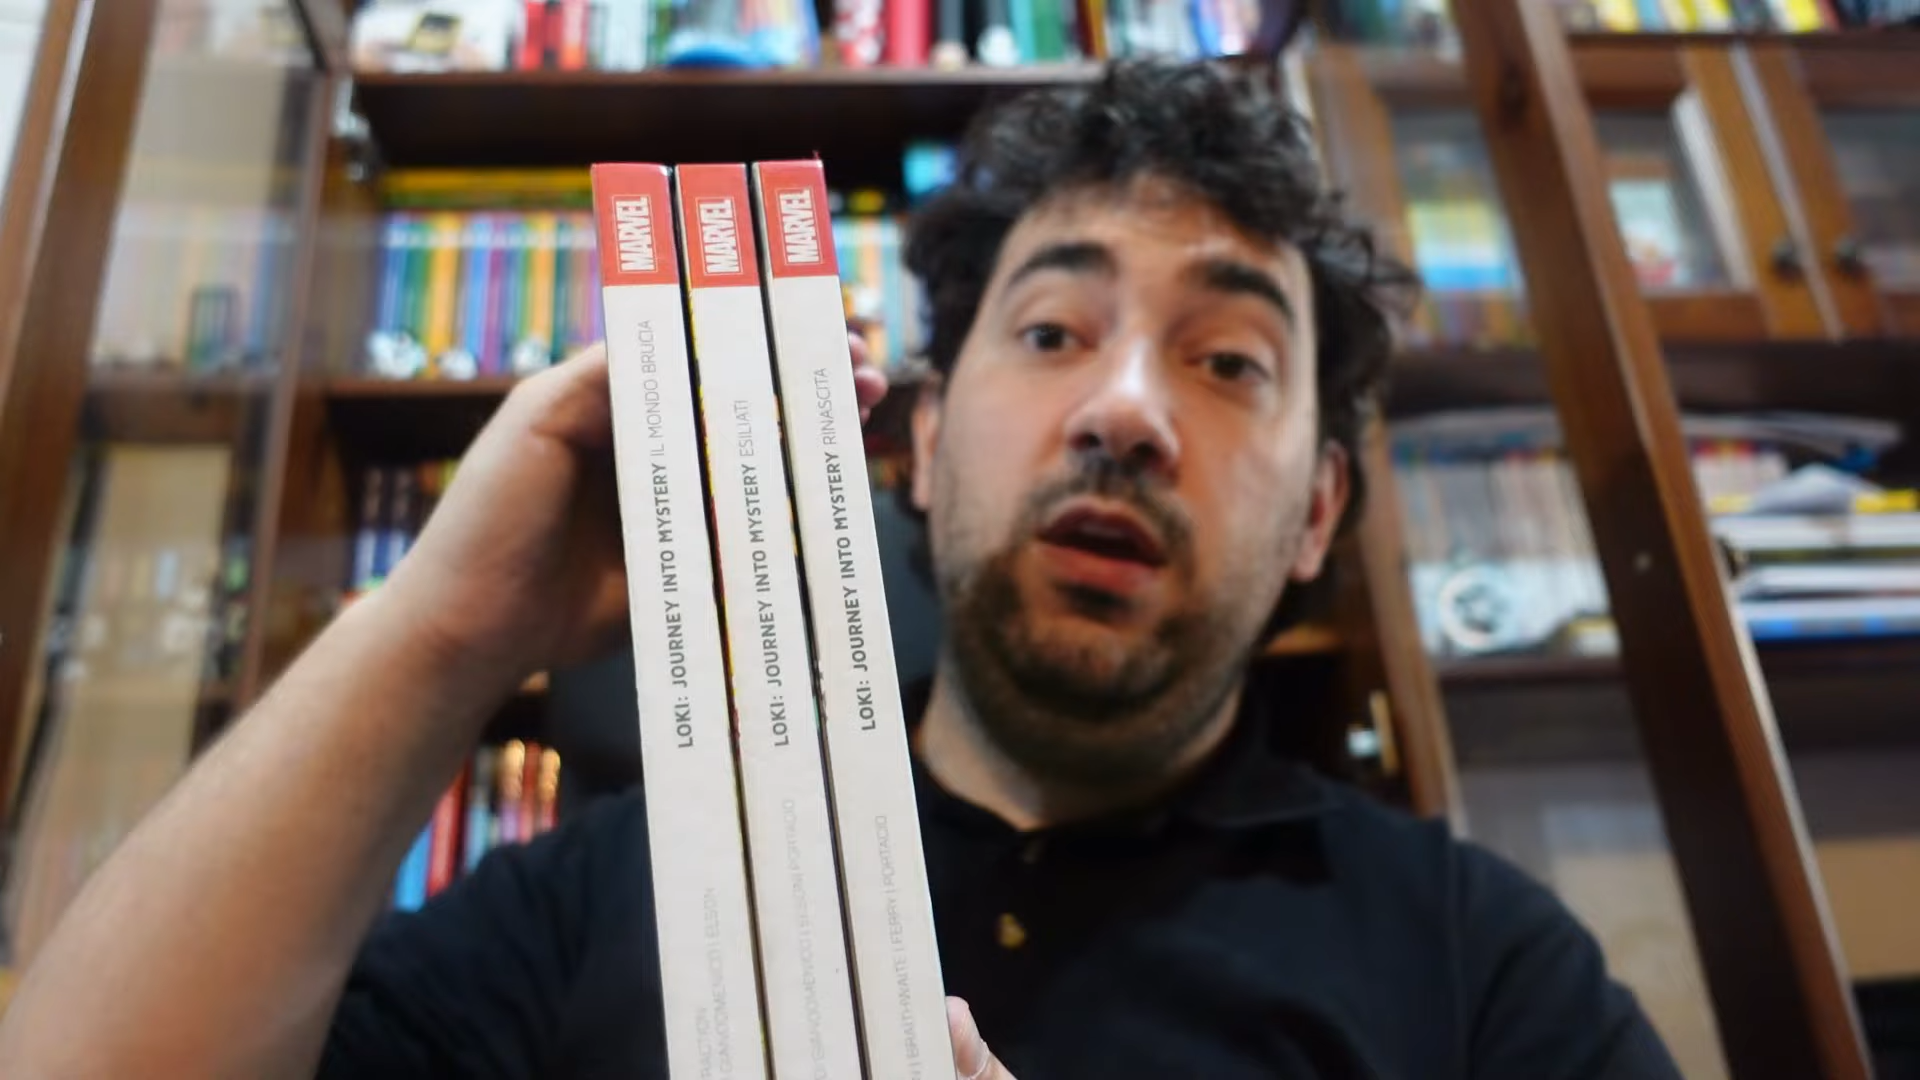 MARVEL
LOKI: JOURNEY INTO MYSTERY IL MONDO BRUCIA
MARVEL
LOKI: JOURNEY INTO MYSTERY ESILIATI
PORTACIO
MARVEL
LOKI: JOURNEY INTO MYSTERY RINASCITA
| BRAITHWAITE | FERRY | PORTACIO